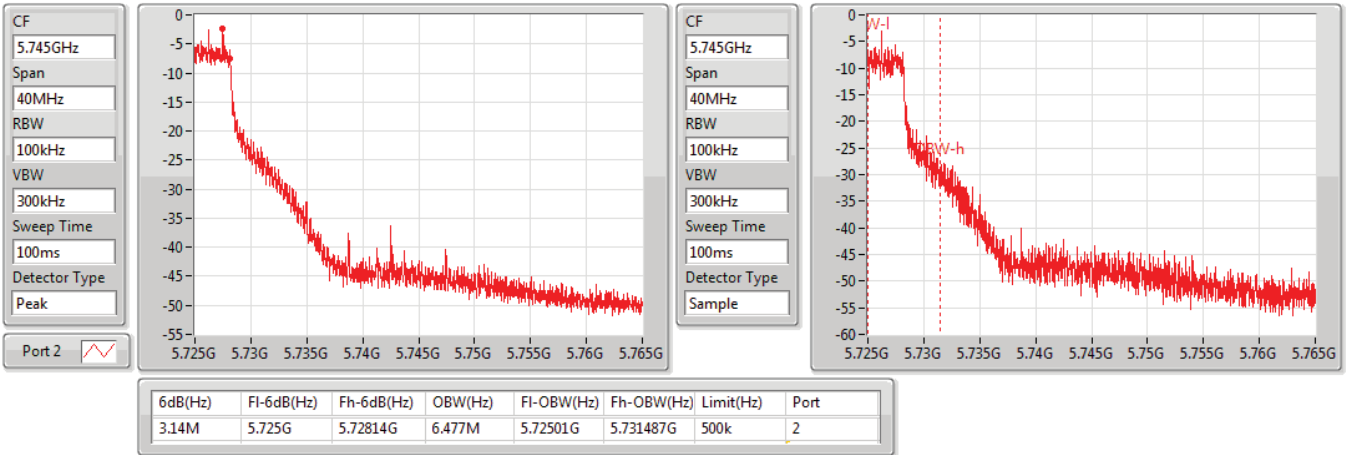 CF
5.745GHz
Span
40MHz
RBW
100kHz
VBW
300kHz
Sweep Time
100ms
Detector Type
Peak
Port 2
0
-5
-10
-15
-20
-25
-30
-35
-40
-45
-50
-55
5.725G 5.73G 5.735G 5.74G 5.745G 5.75G 5.755G 5.76G 5.765G
CF
5.745GHz
Span
40MHz
RBW
100kHz
VBW
300kHz
Sweep Time
100ms
Detector Type
Sample
0
-5
-10
-15
-20
-25
-30
-35
-40
-45
-50
-55
-60
W-l
BW-h
5.725G 5.73G 5.735G 5.74G 5.745G 5.75G 5.755G 5.76G 5.765G
6dB(Hz) Fl-6dB(Hz) Fh-6dB(Hz) OBW(Hz) Fl-OBW(Hz) Fh-OBW(Hz) Limit(Hz) Port
3.14M 5.725G 5.72814G 6.477M 5.72501G 5.731487G 500k 2